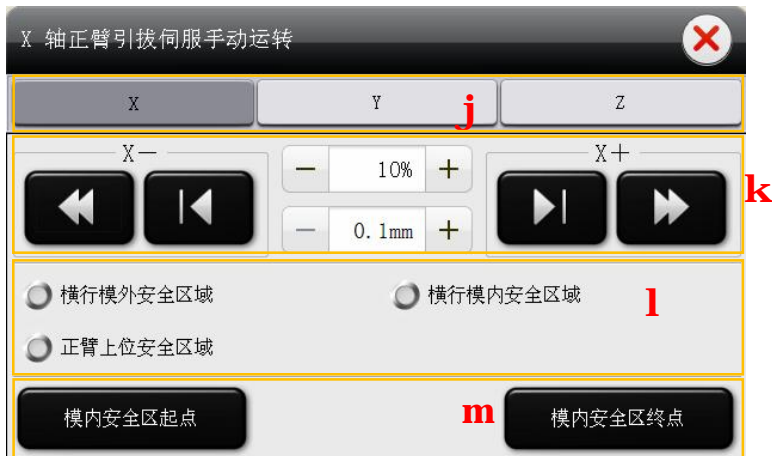 X 轴正臂引拔伺服手动运转
X Y j Z
X- X+
- 10% + k
- 0.1mm +
横行模外安全区域 横行模内安全区域 l
正臂上位安全区域
模内安全区起点 m 模内安全区终点